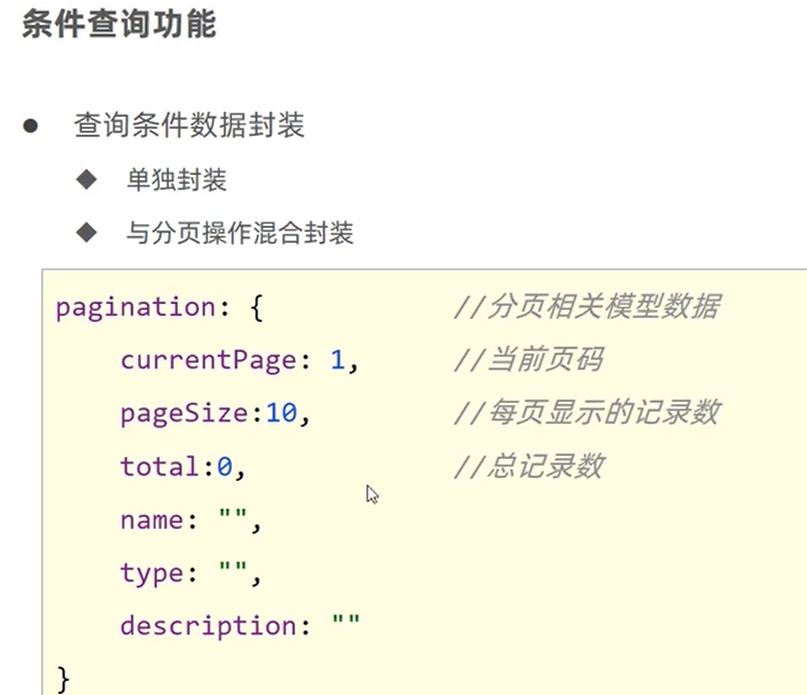 条件查询功能
● 查询条件数据封装
◆ 单独封装
◆ 与分页操作混合封装
pagination: { //分页相关模型数据
currentPage: 1, //当前页码
pageSize:10, //每页显示的记录数
total:0, //总记录数
name: "",
type: "",
description: ""
}